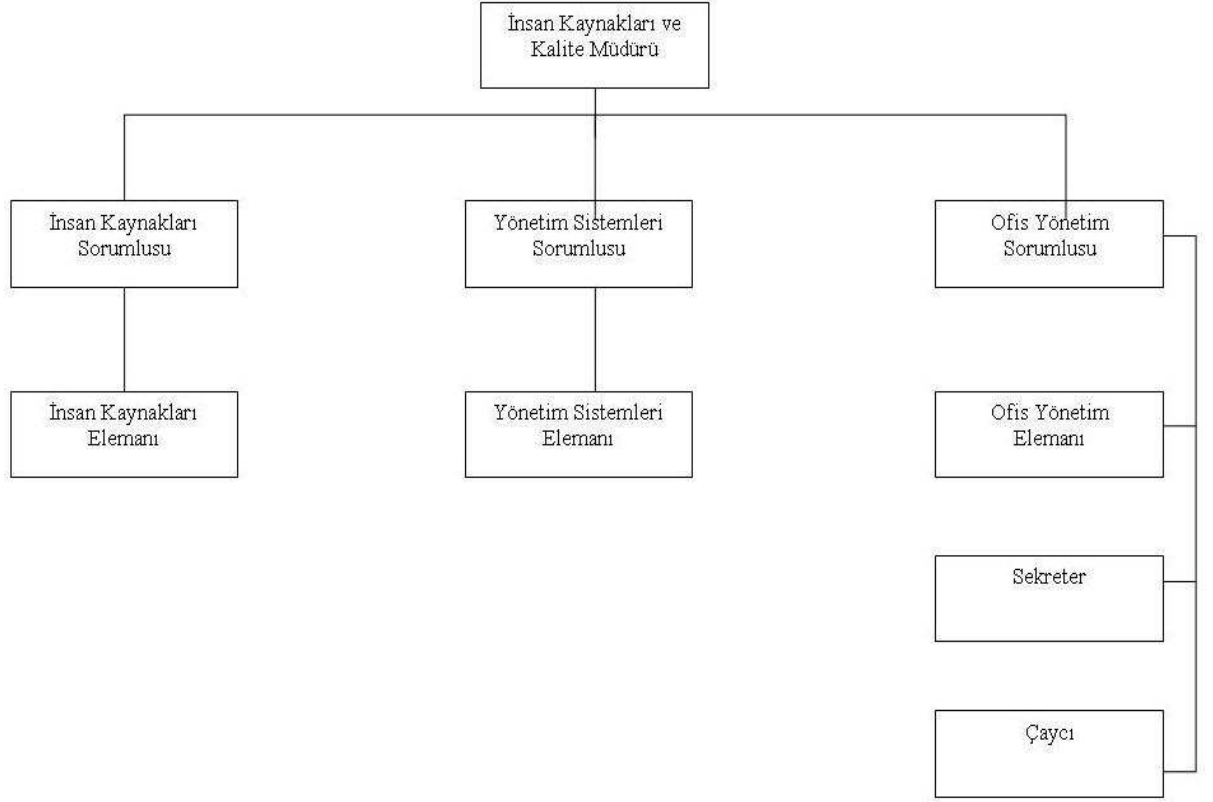 İnsan Kaynakları ve
Kalite Müdürü
İnsan Kaynakları
Sorumlusu
Yönetim Sistemleri
Sorumlusu
Ofis Yönetim
Sorumlusu
İnsan Kaynakları
Elemanı
Yönetim Sistemleri
Elemanı
Ofis Yönetim
Elemanı
Sekreter
Çaycı